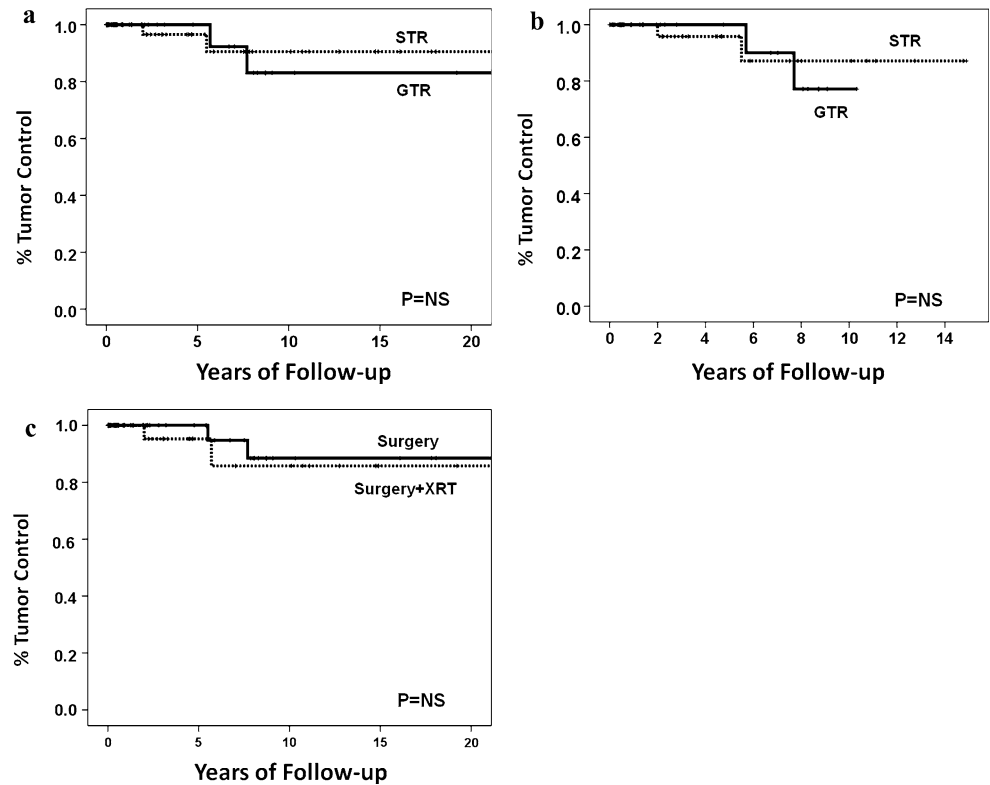 a
1.0
0.8
0.6
0.4
0.2
0.0
% Tumor Control
STR
GTR
P=NS
0 5 10 15 20
Years of Follow-up
b
1.0
0.8
0.6
0.4
0.2
0.0
% Tumor Control
STR
GTR
P=NS
0 2 4 6 8 10 12 14
Years of Follow-up
c
1.0
0.8
0.6
0.4
0.2
0.0
% Tumor Control
Surgery
Surgery+XRT
P=NS
0 5 10 15 20
Years of Follow-up